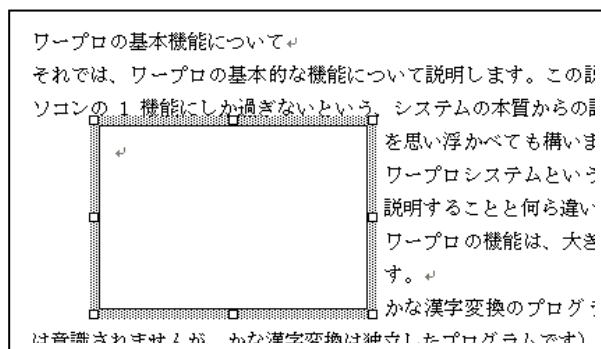 ワープロの基本機能について
それでは、ワープロの基本的な機能について説明します。この説
ソコンの 1 機能にしか過ぎないという、システムの本質からの説
を思い浮かべても構いま
ワープロシステムという
説明することと何ら違い
ワープロの機能は、大き
す。
かな漢字変換のプログラ
は意識されませんが、かな漢字変換は独立したプログラムです)